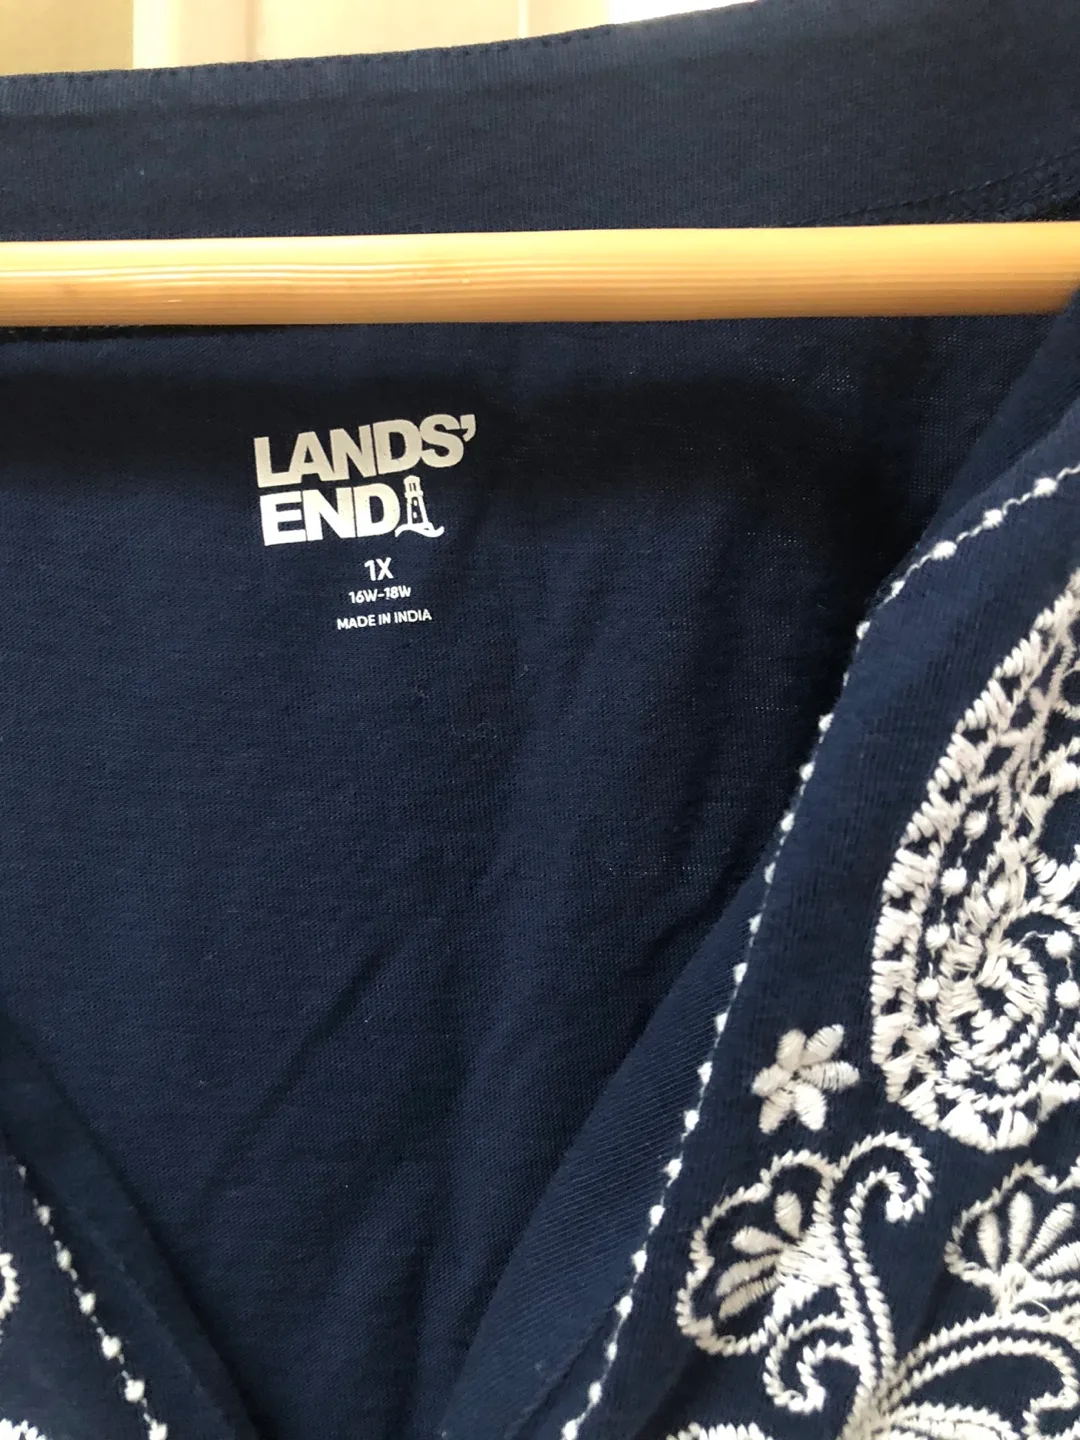 LANDS'
END
1X
16W-18W
MADE IN INDIA